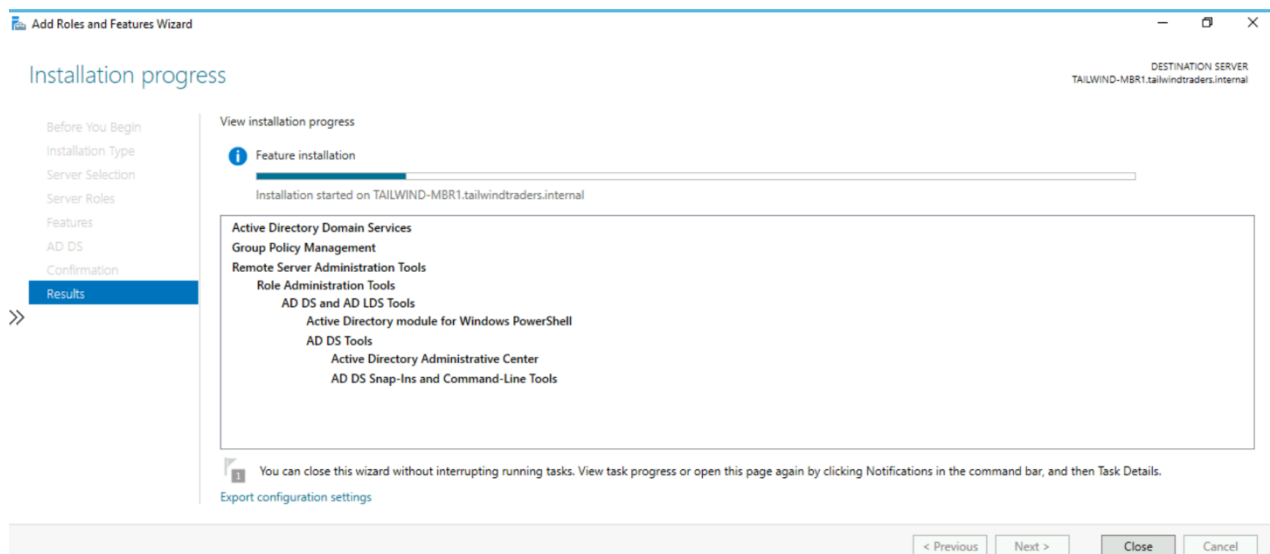 Add Roles and Features Wizard
Installation progress
DESTINATION SERVER
TAILWIND-MBR1.tailwindtraders.internal
Before You Begin
Installation Type
Server Selection
Server Roles
Features
AD DS
Confirmation
Results
View installation progress
Feature installation
Installation started on TAILWIND-MBR1.tailwindtraders.internal
Active Directory Domain Services
Group Policy Management
Remote Server Administration Tools
Role Administration Tools
AD DS and AD LDS Tools
Active Directory module for Windows PowerShell
AD DS Tools
Active Directory Administrative Center
AD DS Snap-Ins and Command-Line Tools
1
You can close this wizard without interrupting running tasks. View task progress or open this page again by clicking Notifications in the command bar, and then Task Details.
Export configuration settings
< Previous
Next >
Close
Cancel